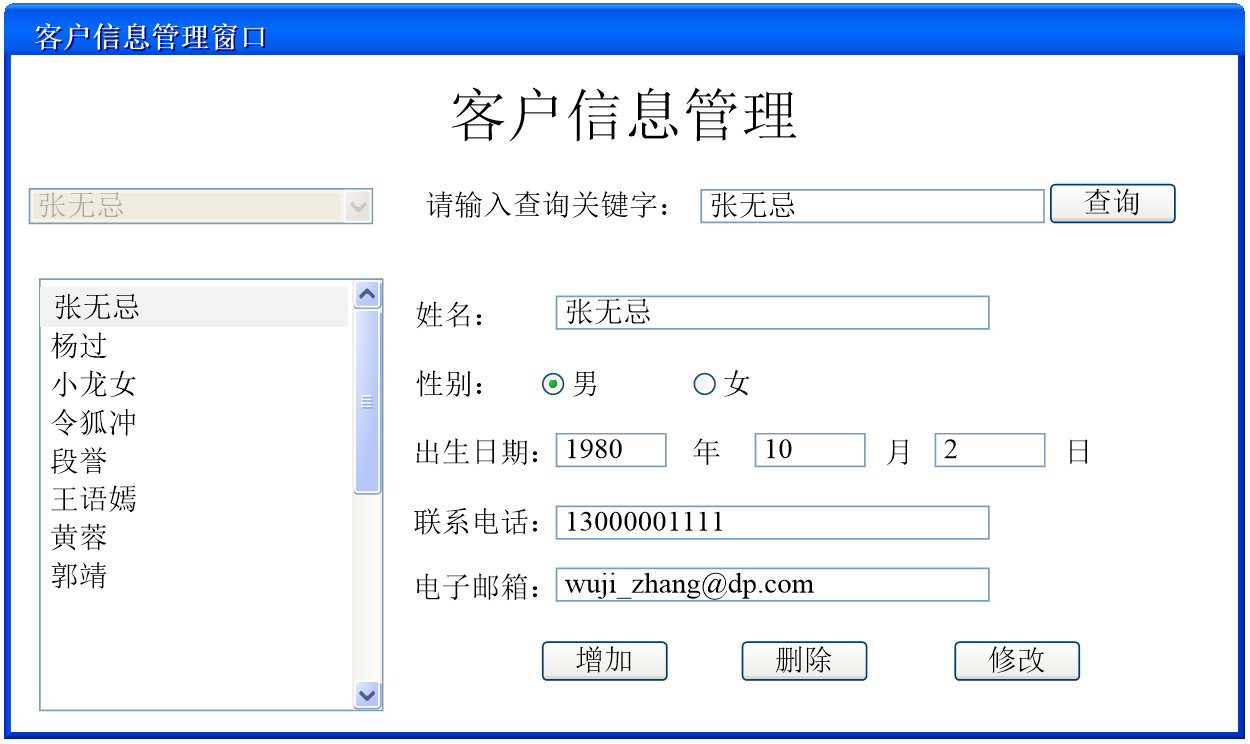 客户信息管理窗口
客户信息管理
张无忌 请输入查询关键字： 张无忌 查询
张无忌
杨过
小龙女
令狐冲
段誉
王语嫣
黄蓉
郭靖
姓名： 张无忌
性别： 男 女
出生日期： 1980 年 10 月 2 日
联系电话： 13000001111
电子邮箱： wuji_zhang@dp.com
增加 删除 修改